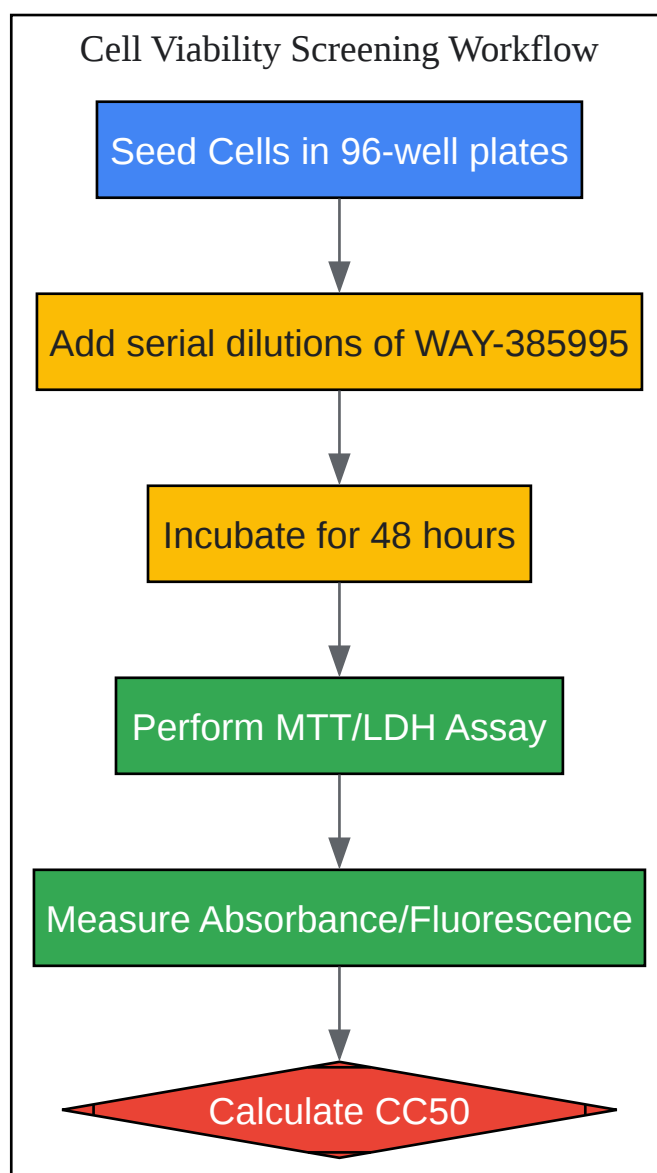 Cell Viability Screening Workflow
Seed Cells in 96-well plates
Add serial dilutions of WAY-385995
Incubate for 48 hours
Perform MTT/LDH Assay
Measure Absorbance/Fluorescence
Calculate CC50